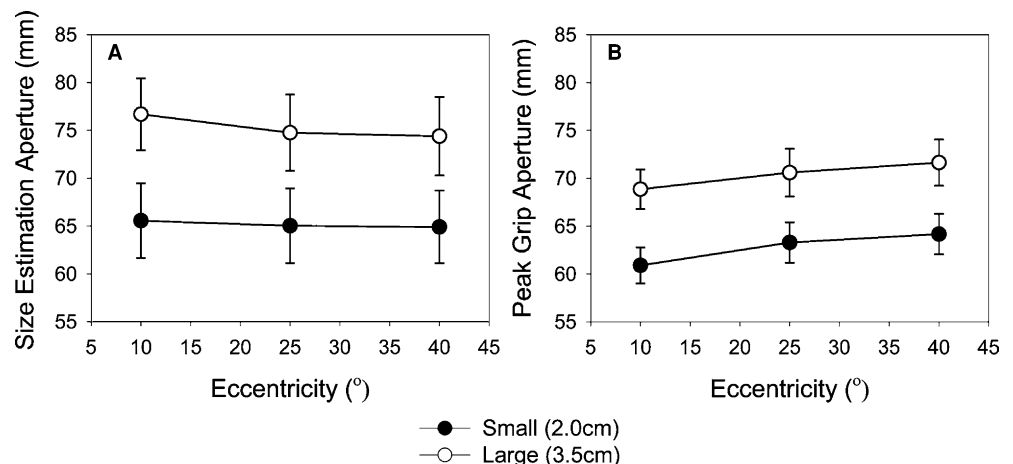 A
Size Estimation Aperture (mm)
85
80
75
70
65
60
55
5 10 15 20 25 30 35 40 45
Eccentricity (o)
B
Peak Grip Aperture (mm)
85
80
75
70
65
60
55
5 10 15 20 25 30 35 40 45
Eccentricity (o)
Small (2.0cm)
Large (3.5cm)